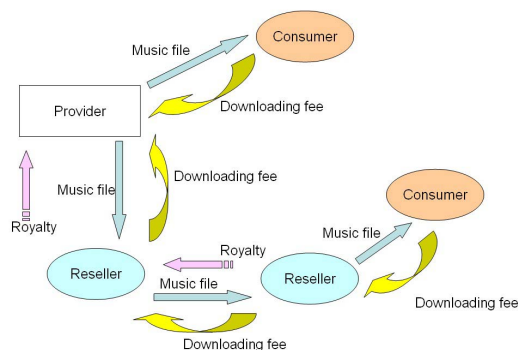 Consumer
Music file
Downloading fee
Provider
Music file
Downloading fee
Royalty
Consumer
Music file
Royalty
Reseller
Reseller
Music file
Downloading fee
Downloading fee